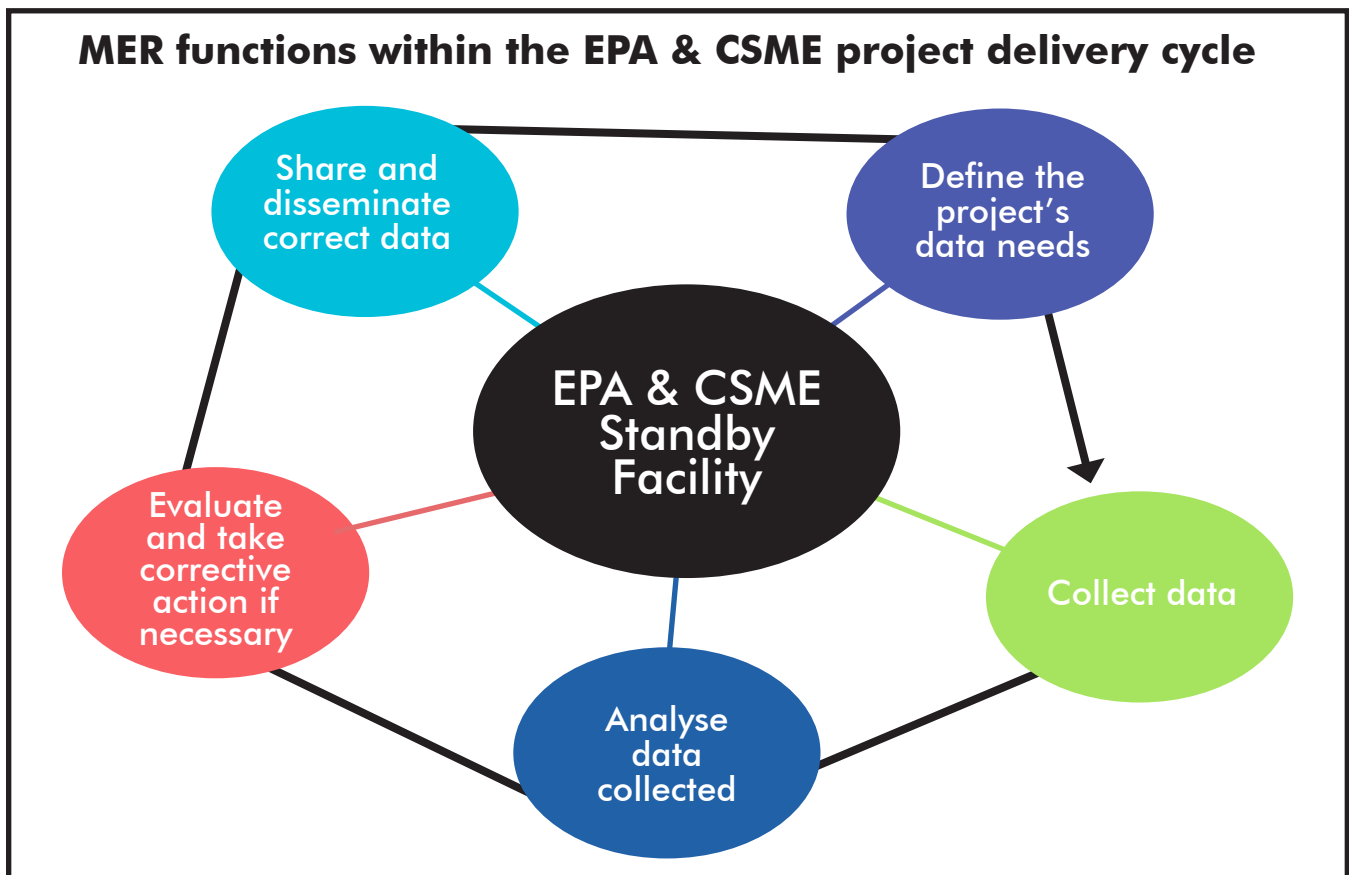 MER functions within the EPA & CSME project delivery cycle
Share and
disseminate
correct data
Define the
project’s
data needs
EPA & CSME
Standby
Facility
Evaluate
and take
corrective
action if
necessary
Collect data
Analyse
data
collected